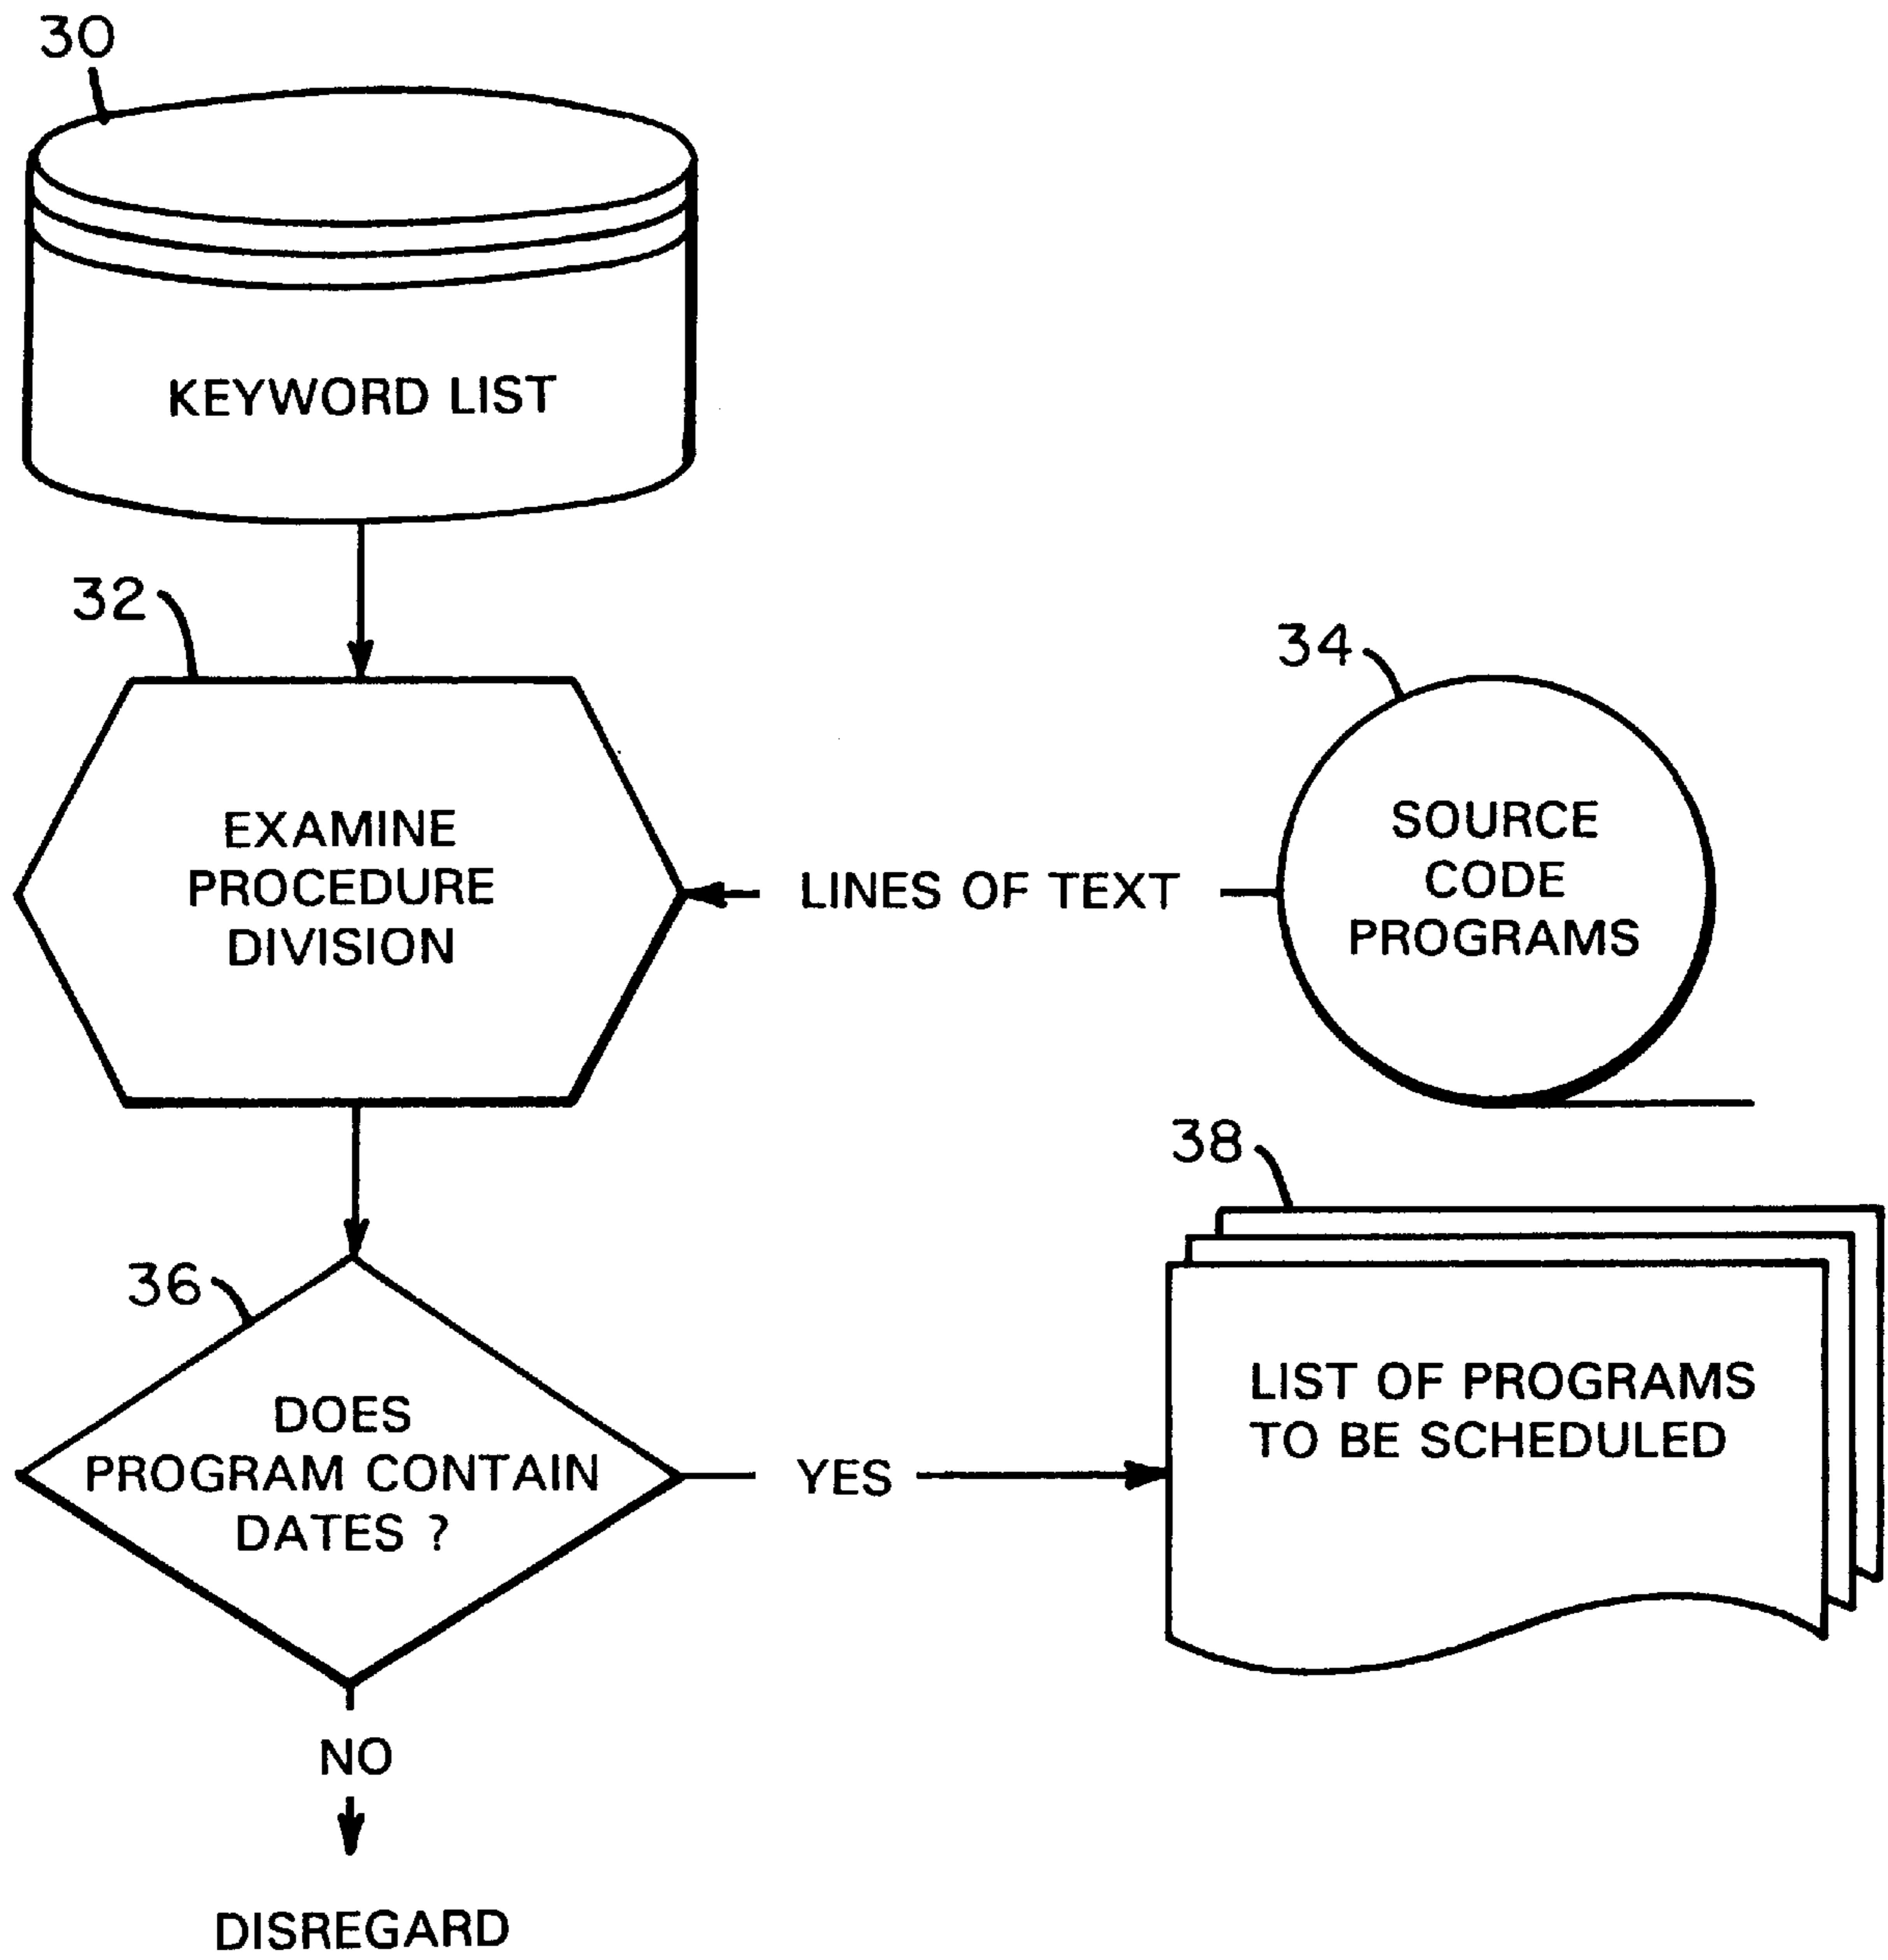 30
KEYWORD LIST
32
EXAMINE
PROCEDURE
DIVISION
LINES OF TEXT
34
SOURCE
CODE
PROGRAMS
36
DOES
PROGRAM CONTAIN
DATES ?
YES
38
LIST OF PROGRAMS
TO BE SCHEDULED
NO
DISREGARD